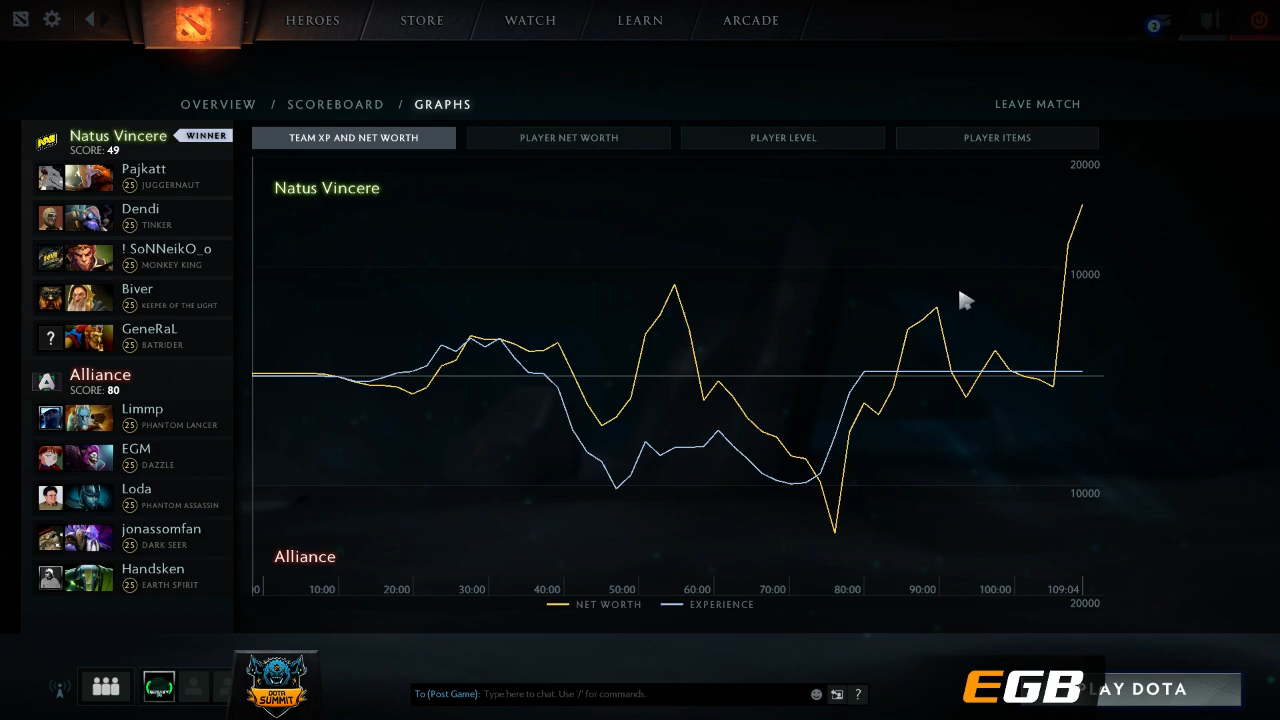 HEROES
STORE
WATCH
LEARN
ARCADE
2
OVERVIEW / SCOREBOARD / GRAPHS
LEAVE MATCH
Natus Vincere WINNER
SCORE: 49
Pajkatt
25 JUGGERNAUT
Dendi
25 TINKER
! SoNNeikO_o
25 MONKEY KING
Biver
25 KEEPER OF THE LIGHT
? GeneRaL
25 BATRIDER
Alliance
SCORE: 80
Limmp
25 PHANTOM LANCER
EGM
25 DAZZLE
Loda
25 PHANTOM ASSASSIN
jonassomfan
25 DARK SEER
Handsken
25 EARTH SPIRIT
TEAM XP AND NET WORTH
PLAYER NET WORTH
PLAYER LEVEL
PLAYER ITEMS
20000
Natus Vincere
10000
10000
Alliance
0 10:00 20:00 30:00 40:00 50:00 60:00 70:00 80:00 90:00 100:00 109:04
20000
NET WORTH EXPERIENCE
DOTA
SUMMIT
To (Post Game): Type here to chat. Use '/' for commands.
?
EGB
LAY DOTA